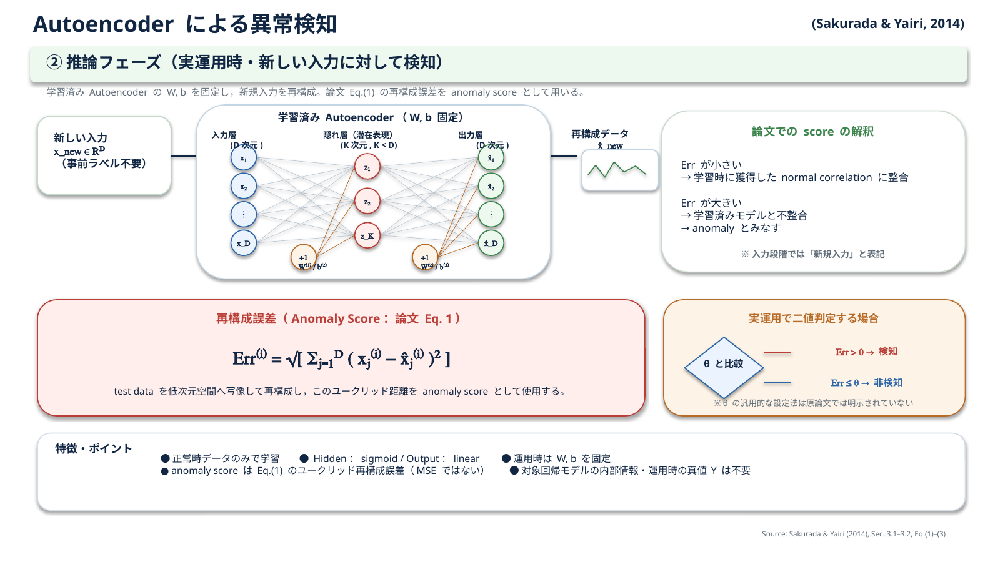 Autoencoder による異常検知
(Sakurada & Yairi, 2014)
② 推論フェーズ（実運用時・新しい入力に対して検知）
学習済み Autoencoder の W, b を固定し，新規入力を再構成。論文 Eq.(1) の再構成誤差を anomaly score として用いる。
新しい入力
x_new ∈ Rᴰ
（事前ラベル不要）
学習済み Autoencoder（W, b 固定）
入力層
(D 次元)
隠れ層（潜在表現）
(K 次元, K < D)
出力層
(D 次元)
x₁
x₂
⋮
x_D
z₁
z₂
z_K
x̂₁
x̂₂
⋮
x̂_D
+1
W⁽¹⁾ / b⁽²⁾
+1
W⁽²⁾ / b⁽³⁾
再構成データ
x̂_new
論文での score の解釈
Err が小さい
→ 学習時に獲得した normal correlation に整合
Err が大きい
→ 学習済みモデルと不整合
→ anomaly とみなす
※ 入力段階では「新規入力」と表記
再構成誤差（Anomaly Score：論文 Eq. 1）
Err⁽ⁱ⁾ = √[ Σⱼ₌₁ᴰ ( xⱼ⁽ⁱ⁾ − x̂ⱼ⁽ⁱ⁾ )² ]
test data を低次元空間へ写像して再構成し，このユークリッド距離を anomaly score として使用する。
実運用で二値判定する場合
θ と比較
Err > θ → 検知
Err ≤ θ → 非検知
※ θ の汎用的な設定法は原論文では明示されていない
特徴・ポイント
● 正常時データのみで学習 ● Hidden：sigmoid / Output：linear ● 運用時は W, b を固定
● anomaly score は Eq.(1) のユークリッド再構成誤差（MSE ではない） ● 対象回帰モデルの内部情報・運用時の真値 Y は不要
Source: Sakurada & Yairi (2014), Sec. 3.1–3.2, Eq.(1)–(3)